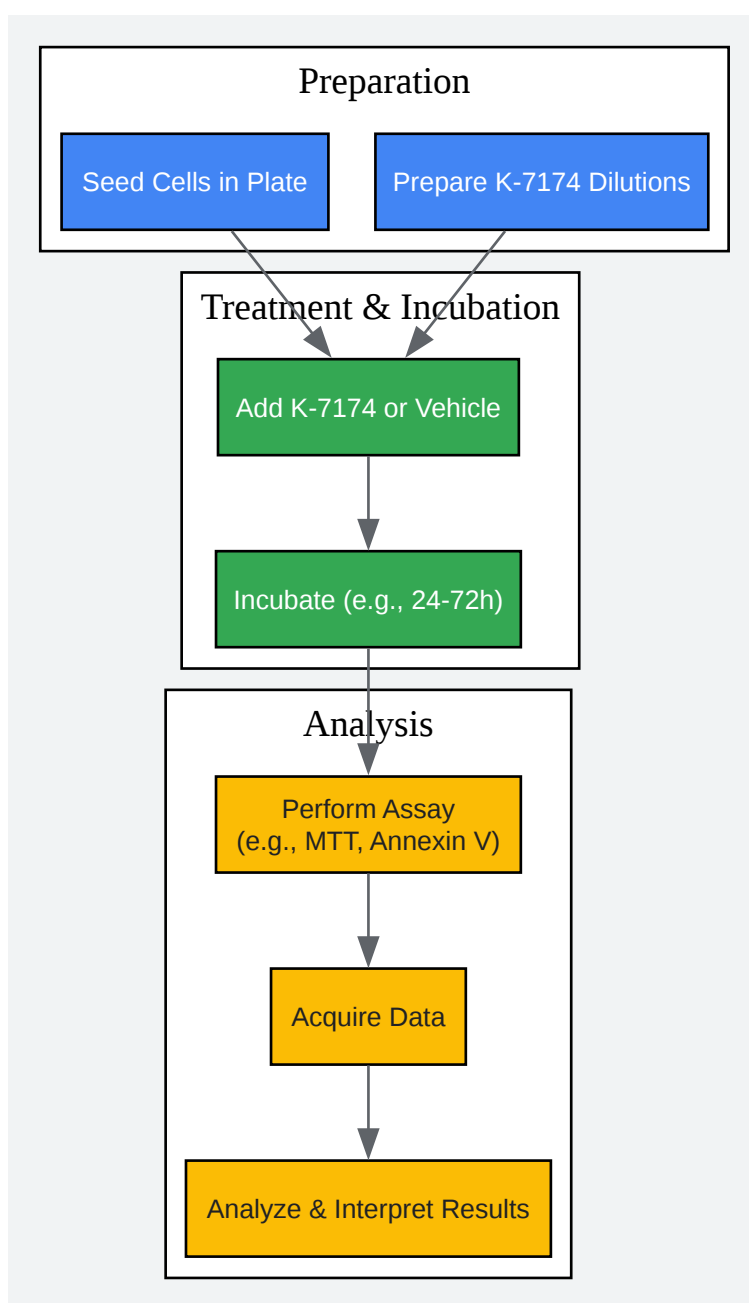 Preparation
Seed Cells in Plate
Prepare K-7174 Dilutions
Treatment & Incubation
Add K-7174 or Vehicle
Incubate (e.g., 24-72h)
Analysis
Perform Assay
(e.g., MTT, Annexin V)
Acquire Data
Analyze & Interpret Results